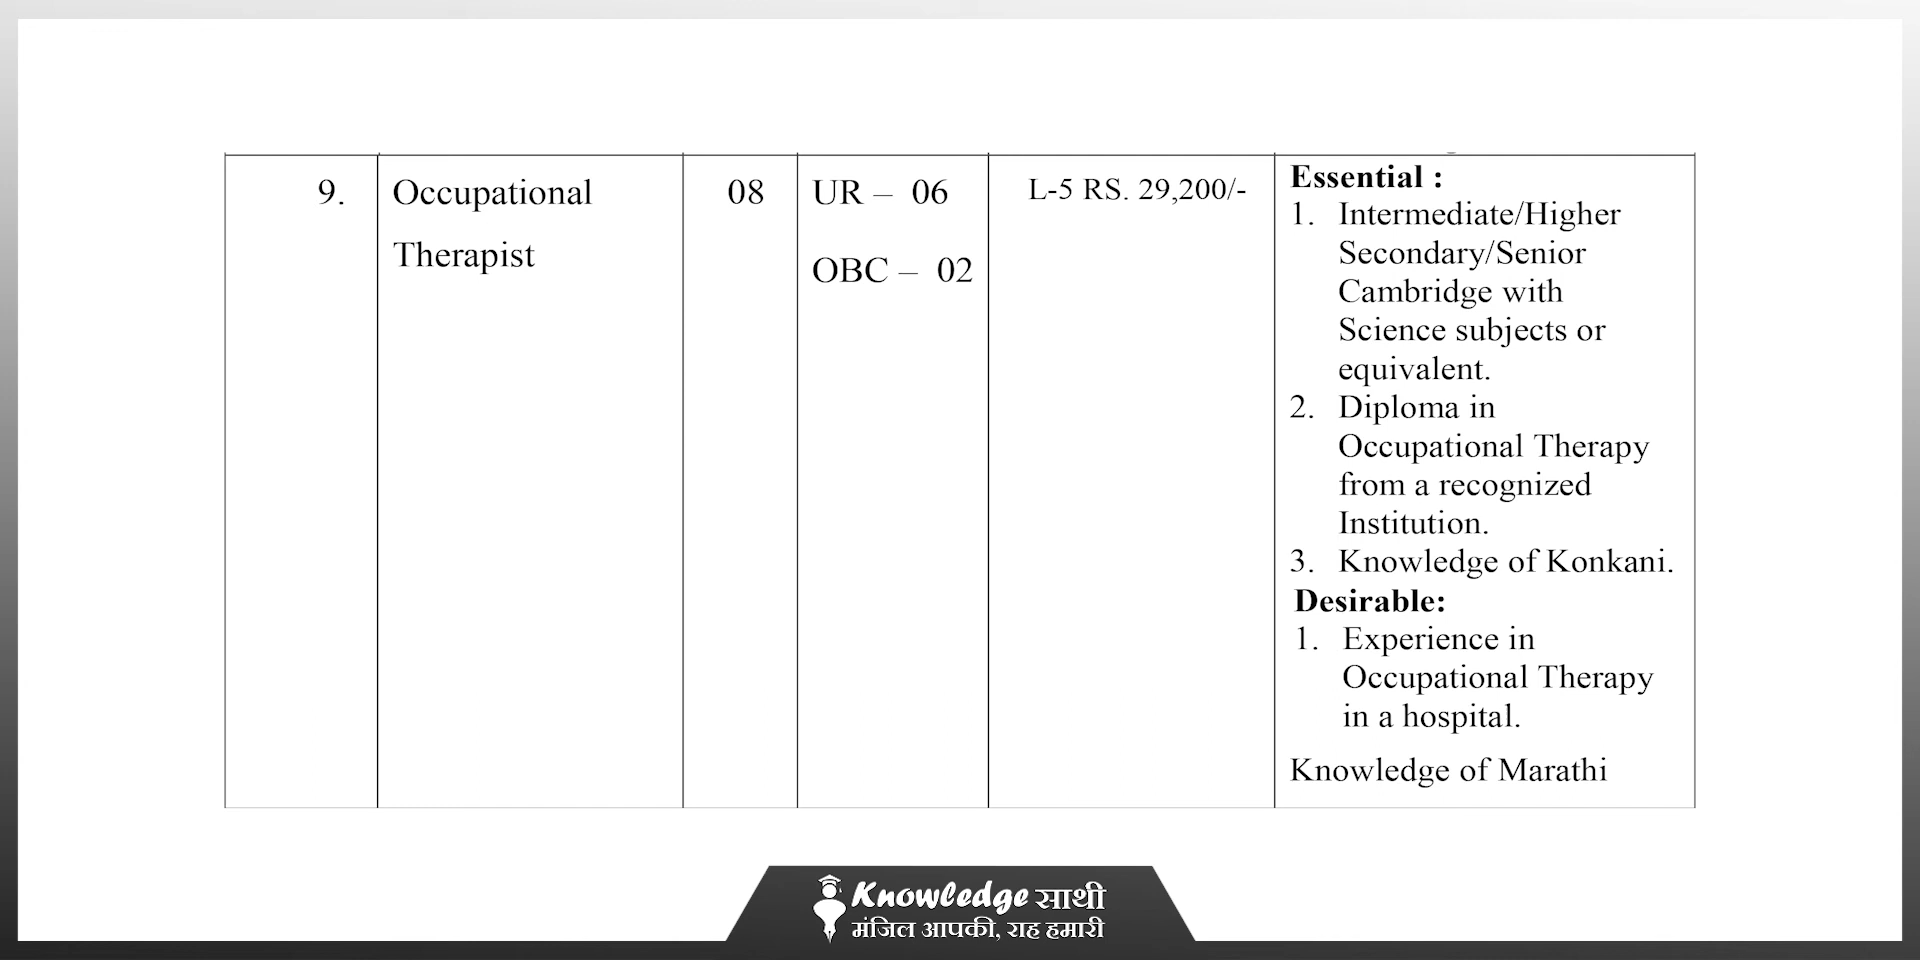 9.
Occupational
Therapist
08
UR – 06
OBC – 02
L-5 RS. 29,200/-
Essential :
1. Intermediate/Higher
Secondary/Senior
Cambridge with
Science subjects or
equivalent.
2. Diploma in
Occupational Therapy
from a recognized
Institution.
3. Knowledge of Konkani.
Desirable:
1. Experience in
Occupational Therapy
in a hospital.
Knowledge of Marathi
Knowledge साथी
मंजिल आपकी, राह हमारी